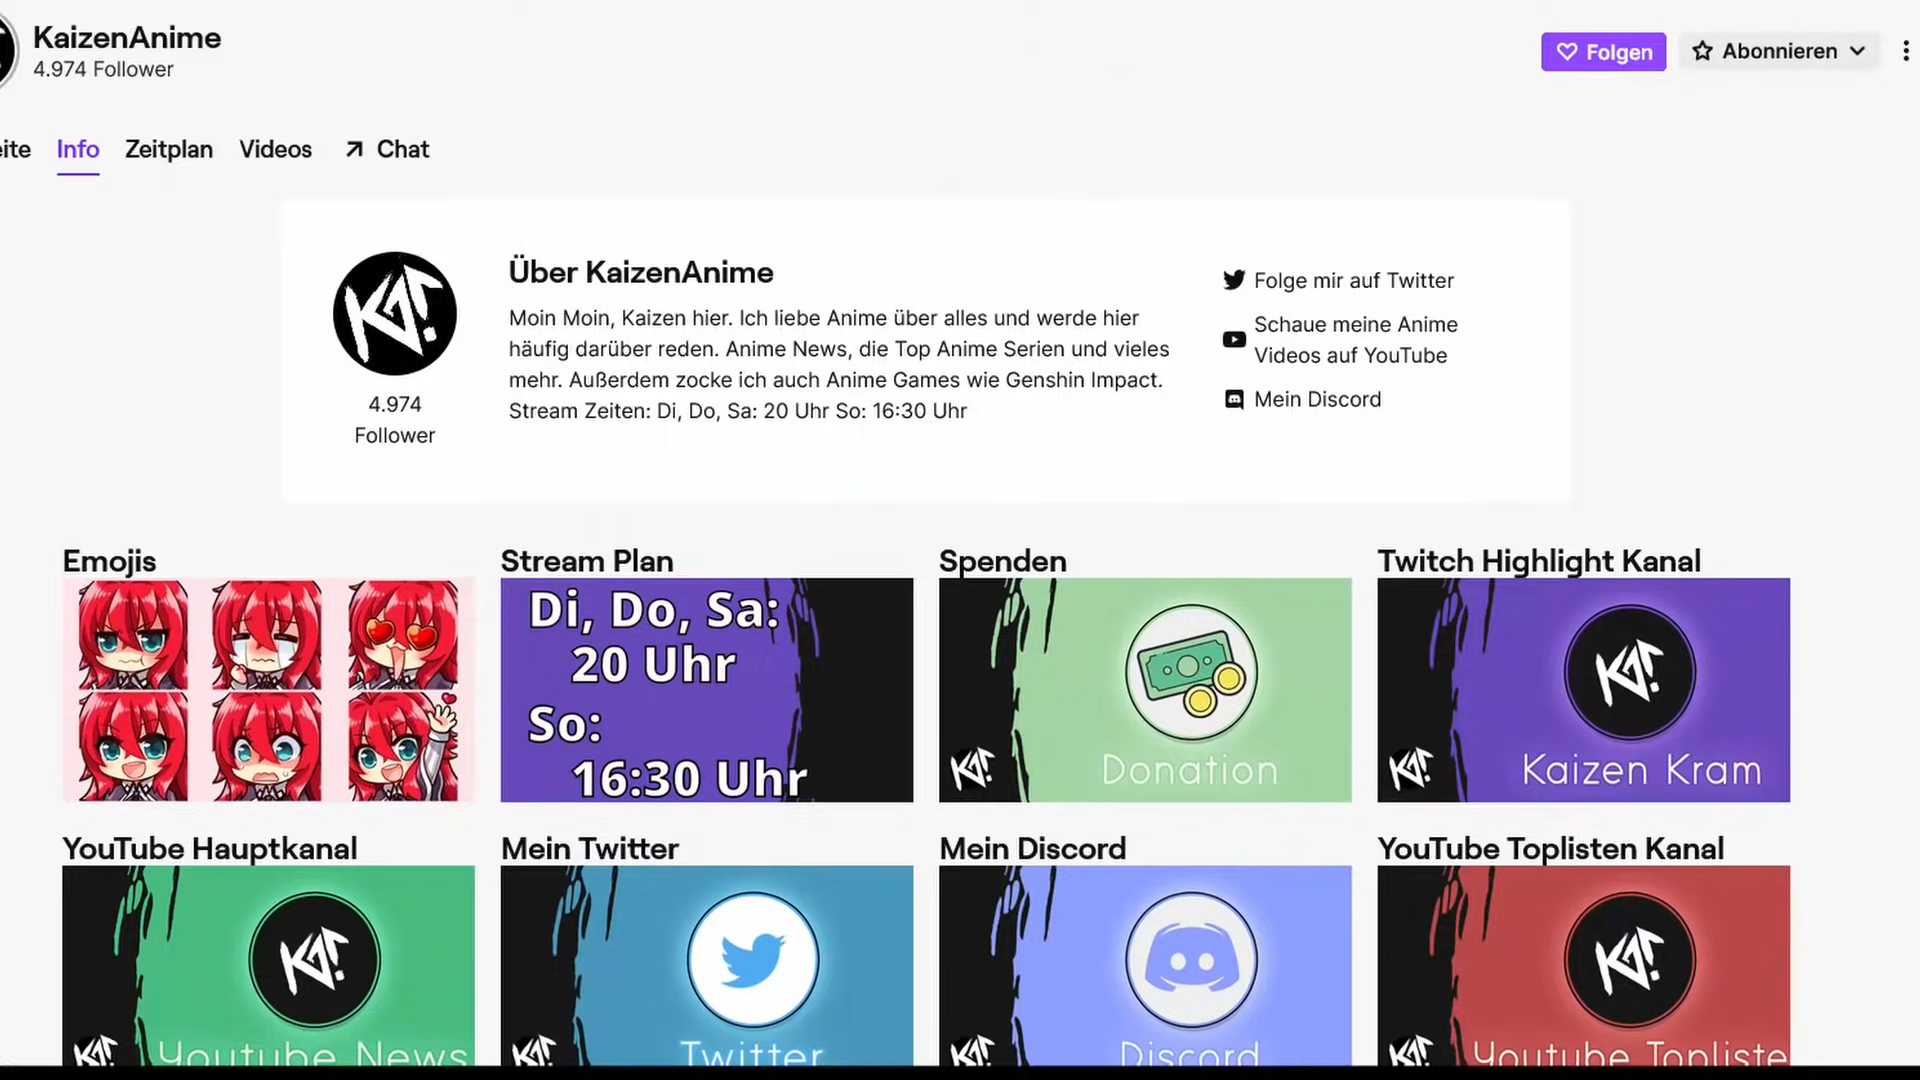 KaizenAnime
4.974 Follower
Folgen
Abonnieren
eite
Info
Zeitplan
Videos
Chat
4.974
Follower
Über KaizenAnime
Moin Moin, Kaizen hier. Ich liebe Anime über alles und werde hier
häufig darüber reden. Anime News, die Top Anime Serien und vieles
mehr. Außerdem zocke ich auch Anime Games wie Genshin Impact.
Stream Zeiten: Di, Do, Sa: 20 Uhr So: 16:30 Uhr
Folge mir auf Twitter
Schaue meine Anime
Videos auf YouTube
Mein Discord
Emojis
Stream Plan
Di, Do, Sa:
20 Uhr
So:
16:30 Uhr
Spenden
Donation
Twitch Highlight Kanal
Kaizen Kram
YouTube Hauptkanal
Youtube News
Mein Twitter
Twitter
Mein Discord
Discord
YouTube Toplisten Kanal
Youtube Topliste